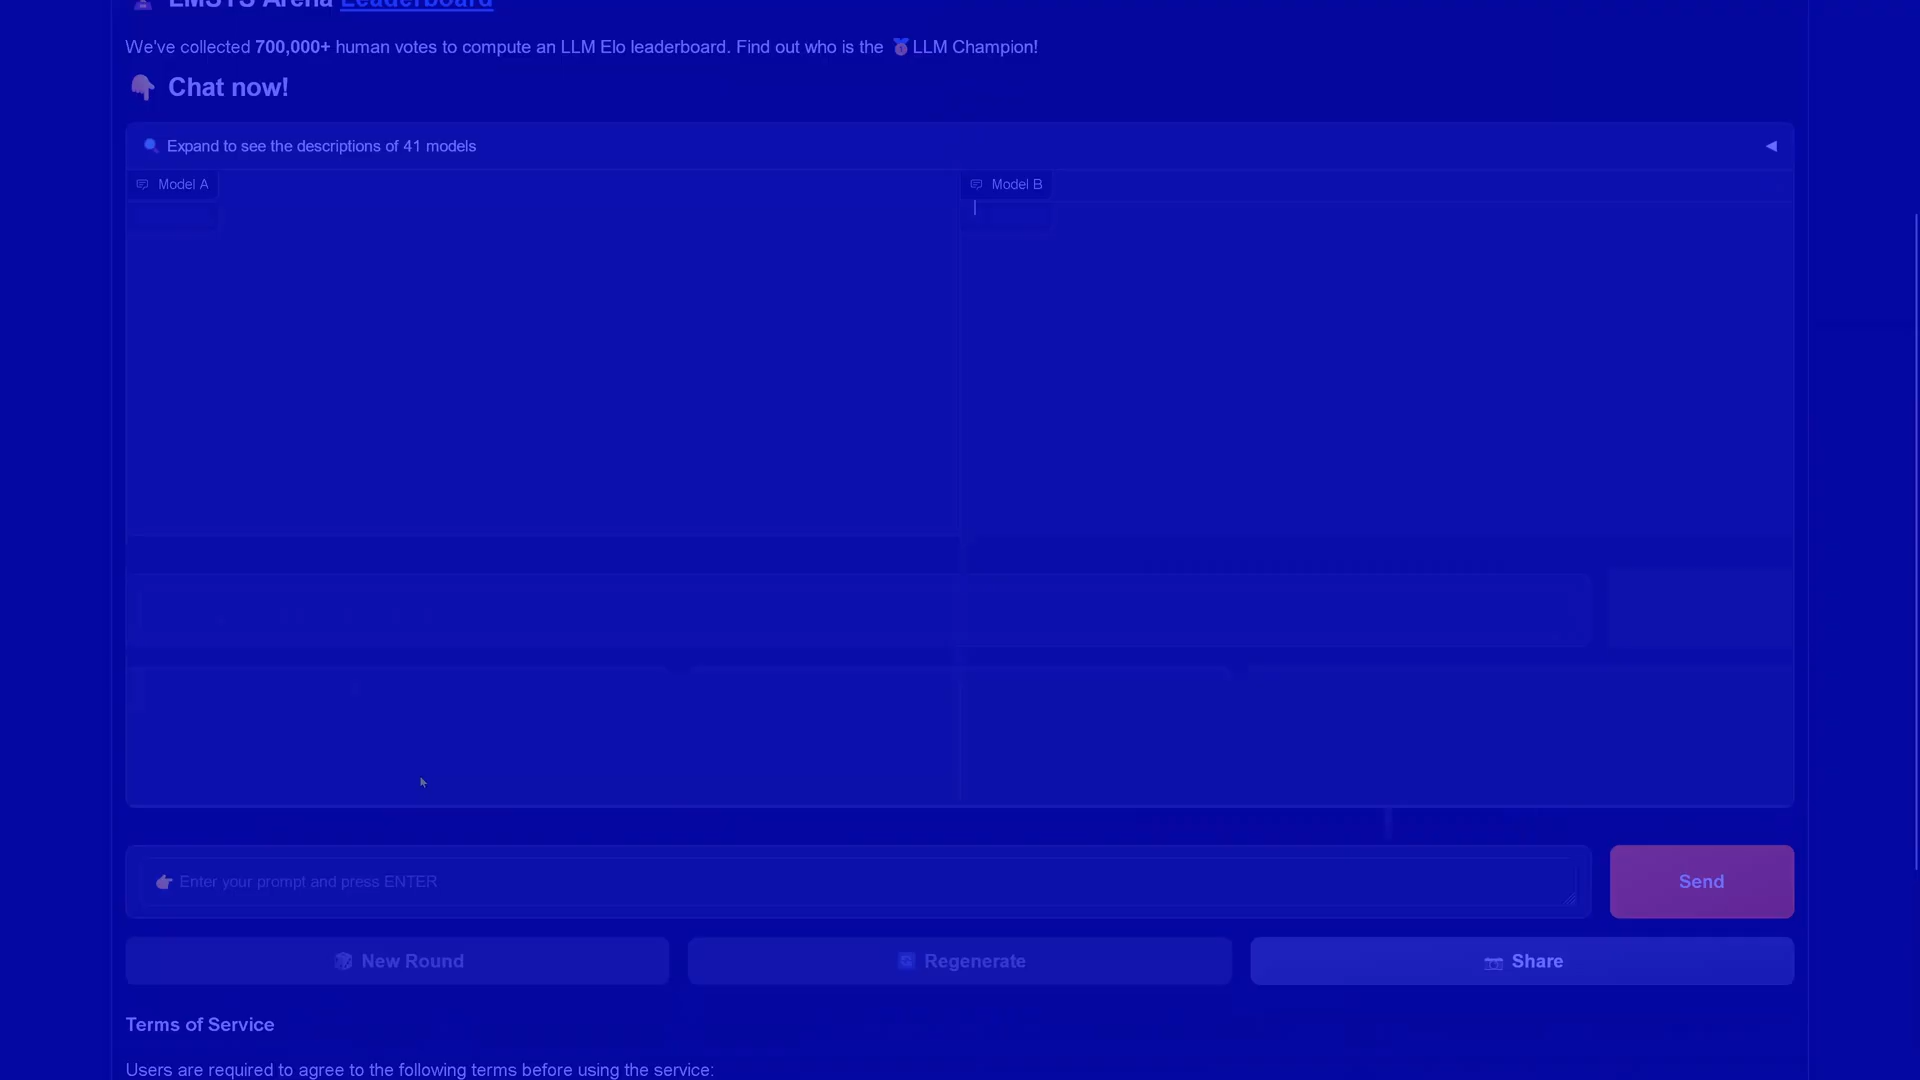 LMSYS Arena Leaderboard
We've collected 700,000+ human votes to compute an LLM Elo leaderboard. Find out who is the 🥇LLM Champion!
👇 Chat now!
🔍 Expand to see the descriptions of 41 models
Model A
Model B
👉 Enter your prompt and press ENTER
Send
🎲 New Round
🔄 Regenerate
📷 Share
Terms of Service
Users are required to agree to the following terms before using the service: